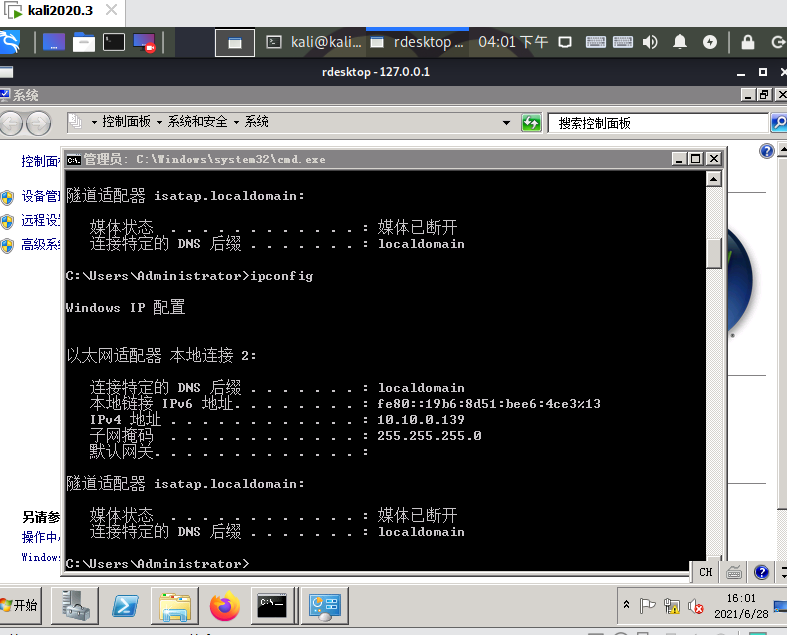 kali2020.3
kali@kali... rdesktop ... 04:01 下午
rdesktop - 127.0.0.1
系统
控制面板 系统和安全 系统 搜索控制面板
控制面
管理员: C:\Windows\system32\cmd.exe
设备管
远程设
高级系
隧道适配器 isatap.localdomain:
媒体状态 . . . . . . . . . . . . : 媒体已断开
连接特定的 DNS 后缀 . . . . . . . : localdomain
C:\Users\Administrator>ipconfig
Windows IP 配置
以太网适配器 本地连接 2:
连接特定的 DNS 后缀 . . . . . . . : localdomain
本地链接 IPv6 地址. . . . . . . . : fe80::19b6:8d51:bee6:4ce3%13
IPv4 地址 . . . . . . . . . . . . : 10.10.0.139
子网掩码 . . . . . . . . . . . . : 255.255.255.0
默认网关. . . . . . . . . . . . . :
隧道适配器 isatap.localdomain:
媒体状态 . . . . . . . . . . . . : 媒体已断开
连接特定的 DNS 后缀 . . . . . . . : localdomain
C:\Users\Administrator>
另请参
操作中
Windows
CH
开始
16:01
2021/6/28